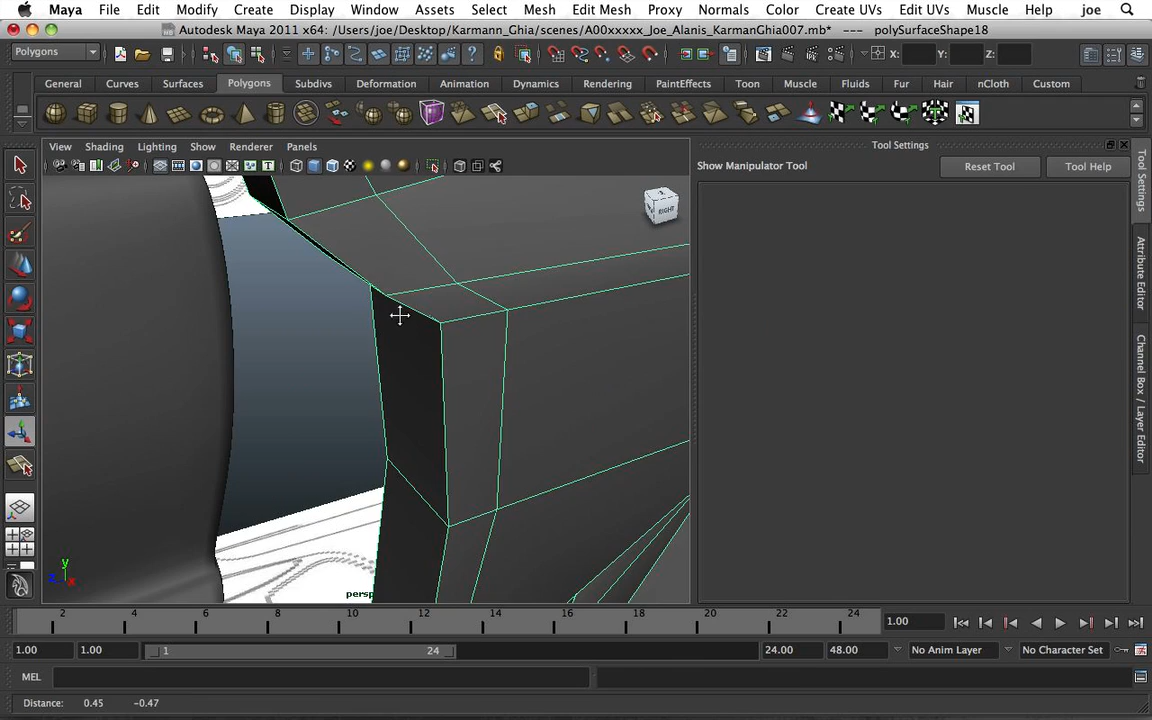 Maya File Edit Modify Create Display Window Assets Select Mesh Edit Mesh Proxy Normals Color Create UVs Edit UVs Muscle Help joe
Autodesk Maya 2011 x64: /Users/joe/Desktop/Karmann_Ghia/scenes/A00xxxxx_Joe_Alanis_KarmanGhia007.mb* --- polySurfaceShape18
Polygons X: Y: Z:
General Curves Surfaces Polygons Subdivs Deformation Animation Dynamics Rendering PaintEffects Toon Muscle Fluids Fur Hair nCloth Custom
View Shading Lighting Show Renderer Panels
Tool Settings
Show Manipulator Tool Reset Tool Tool Help
RIGHT
Tool Settings
Attribute Editor
Channel Box / Layer Editor
y
z x
persp
2 4 6 8 10 12 14 16 18 20 22 24 1.00
1.00 1.00 1 24 24.00 48.00 No Anim Layer No Character Set
MEL
Distance: 0.45 -0.47